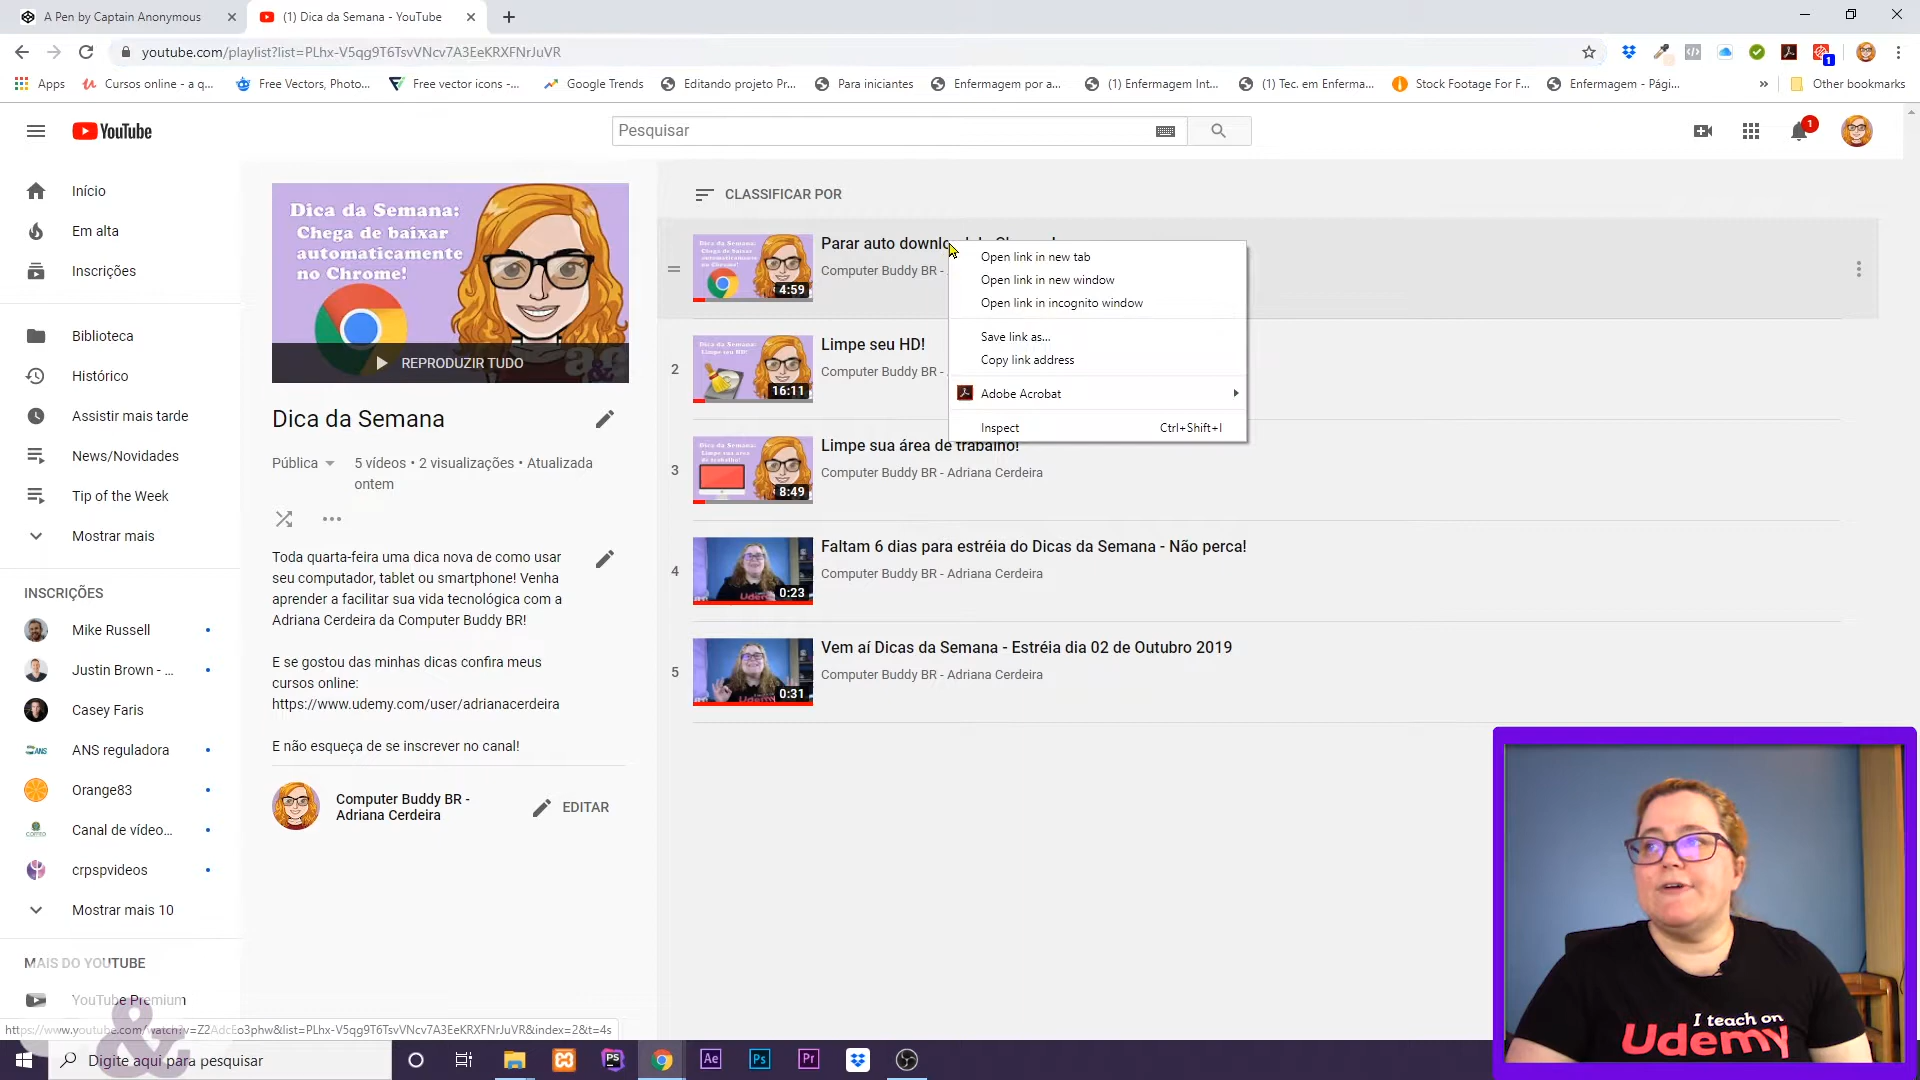 A Pen by Captain Anonymous
(1) Dica da Semana - YouTube
youtube.com/playlist?list=PLhx-V5qg9T6TsvVNcv7A3EeKRXFNrJuVR
1
Apps
Cursos online - a q...
Free Vectors, Photo...
Free vector icons -...
Google Trends
Editando projeto Pr...
Para iniciantes
Enfermagem por a...
(1) Enfermagem Int...
(1) Tec. em Enferma...
Stock Footage For F...
Enfermagem - Pági...
»
Other bookmarks
YouTube
Pesquisar
1
Início
Em alta
Inscrições
Biblioteca
Histórico
Assistir mais tarde
News/Novidades
Tip of the Week
Mostrar mais
INSCRIÇÕES
Mike Russell
Justin Brown - ...
Casey Faris
ANS reguladora
Orange83
Canal de vídeo...
crpspvideos
Mostrar mais 10
MAIS DO YOUTUBE
YouTube Premium
Dica da Semana:
Chega de baixar
automaticamente
no Chrome!
REPRODUZIR TUDO
Dica da Semana
Pública
5 vídeos • 2 visualizações • Atualizada
ontem
Toda quarta-feira uma dica nova de como usar
seu computador, tablet ou smartphone! Venha
aprender a facilitar sua vida tecnológica com a
Adriana Cerdeira da Computer Buddy BR!
E se gostou das minhas dicas confira meus
cursos online:
https://www.udemy.com/user/adrianacerdeira
E não esqueça de se inscrever no canal!
Computer Buddy BR -
Adriana Cerdeira
EDITAR
CLASSIFICAR POR
4:59
Parar auto downlo
Computer Buddy BR -
2
16:11
Limpe seu HD!
Computer Buddy BR -
3
8:49
Limpe sua área de trabalho!
Computer Buddy BR - Adriana Cerdeira
4
0:23
Faltam 6 dias para estréia do Dicas da Semana - Não perca!
Computer Buddy BR - Adriana Cerdeira
5
0:31
Vem aí Dicas da Semana - Estréia dia 02 de Outubro 2019
Computer Buddy BR - Adriana Cerdeira
Open link in new tab
Open link in new window
Open link in incognito window
Save link as...
Copy link address
Adobe Acrobat
Inspect
Ctrl+Shift+I
I teach on
Udemy
&
Digite aqui para pesquisar
PS
Ae
Ps
Pr